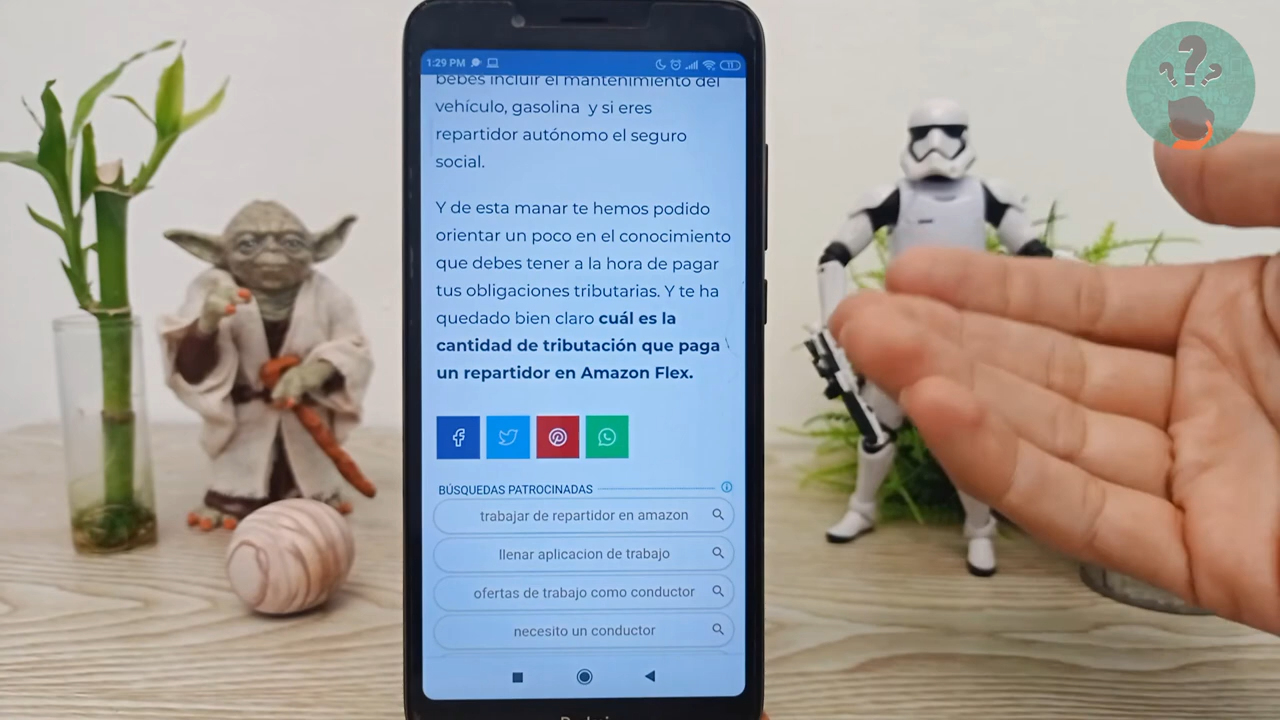 1:29 PM
bebes incluir el mantenimiento del
vehículo, gasolina y si eres
repartidor autónomo el seguro
social.
Y de esta manar te hemos podido
orientar un poco en el conocimiento
que debes tener a la hora de pagar
tus obligaciones tributarias. Y te ha
quedado bien claro cuál es la
cantidad de tributación que paga
un repartidor en Amazon Flex.
BÚSQUEDAS PATROCINADAS
trabajar de repartidor en amazon
llenar aplicacion de trabajo
ofertas de trabajo como conductor
necesito un conductor